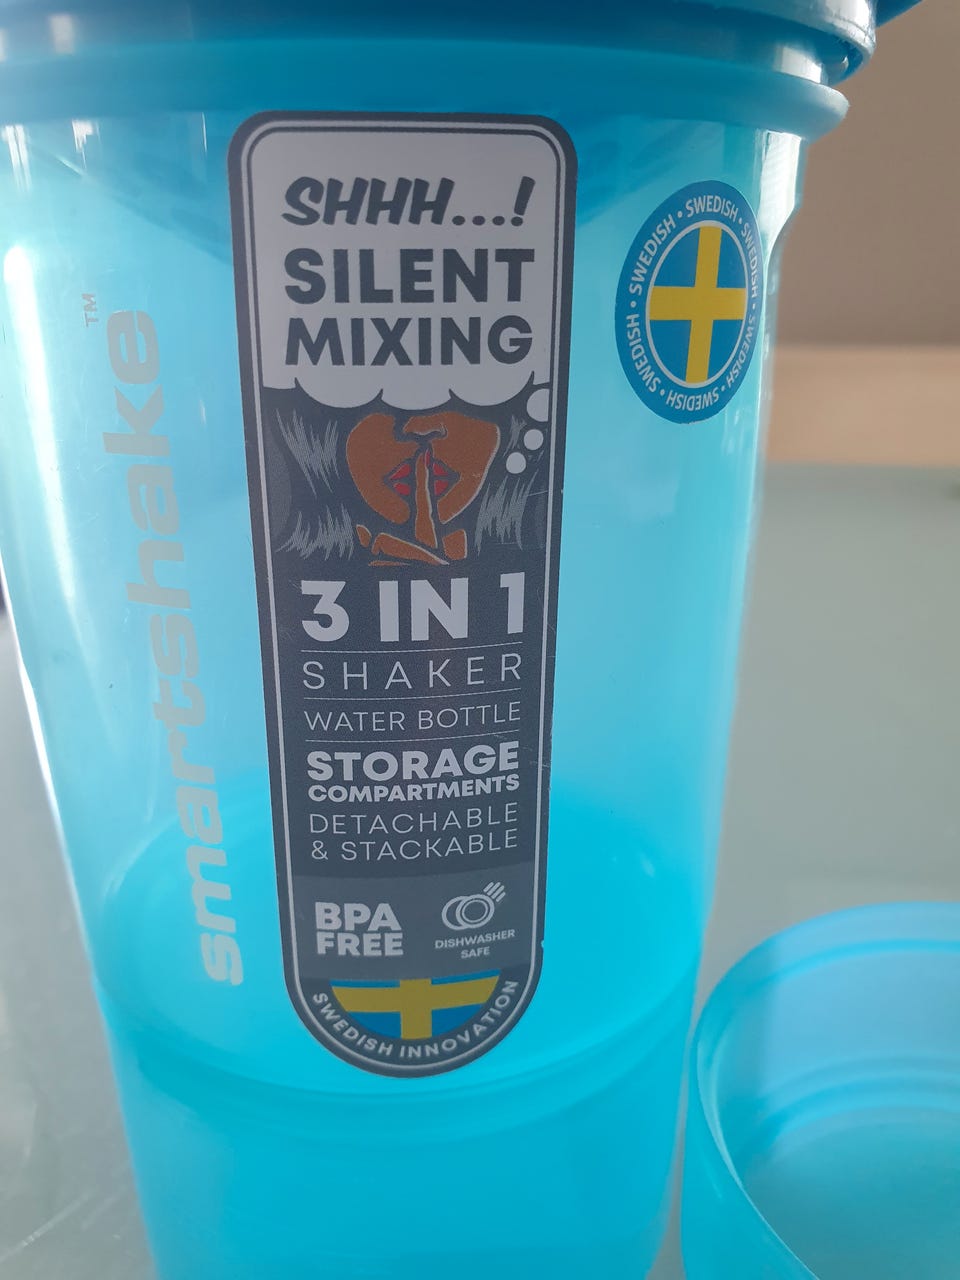 SHHH...!
SILENT
MIXING
3 IN 1
SHAKER
WATER BOTTLE
STORAGE
COMPARTMENTS
DETACHABLE
& STACKABLE
BPA
FREE
DISHWASHER
SAFE
SWEDISH INNOVATION
smartshake™
SWEDISH • SWEDISH • SWEDISH • SWEDISH • SWEDISH • SWEDISH •